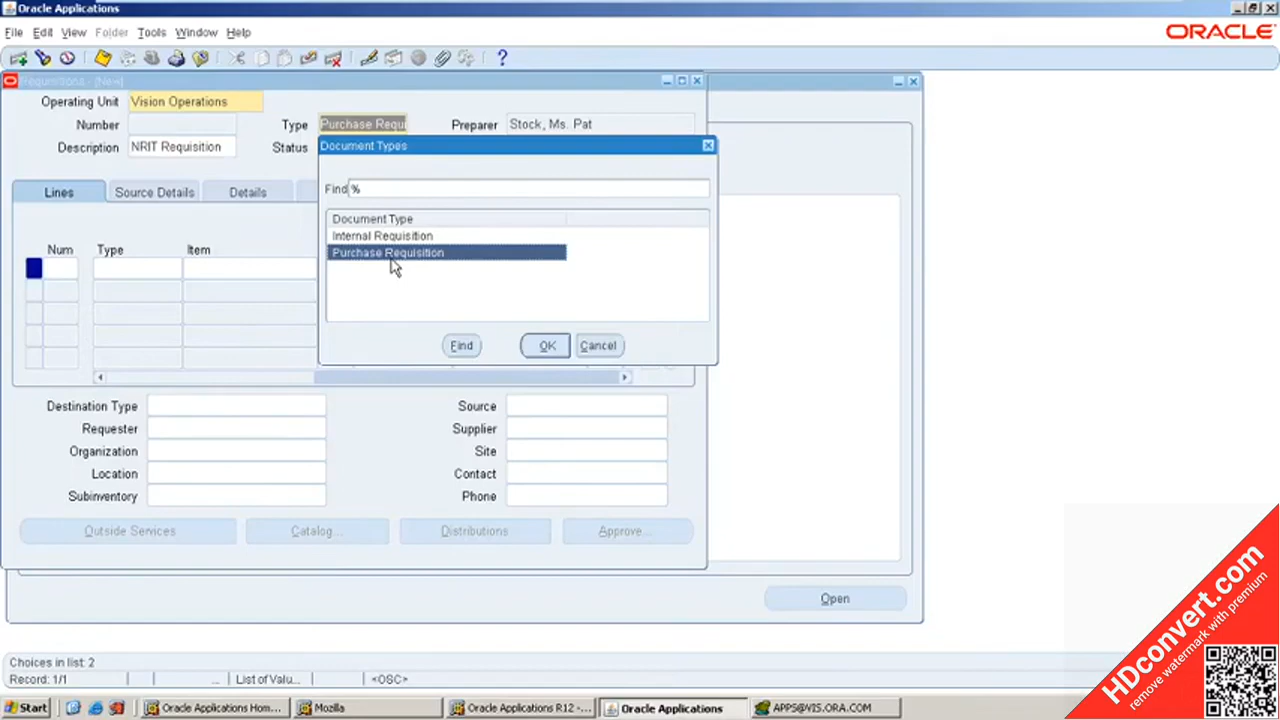 Oracle Applications
File Edit View Folder Tools Window Help
ORACLE
Requisitions - [New]
Operating Unit Vision Operations
Number Type Purchase Requi Preparer Stock, Ms. Pat
Description NRIT Requisition Status
Document Types
Find %
Lines Source Details Details
Document Type
Internal Requisition
Purchase Requisition
Num Type Item
Find OK Cancel
Destination Type Source
Requester Supplier
Organization Site
Location Contact
Subinventory Phone
Outside Services Catalog... Distributions Approve...
Open
Choices in list: 2
Record: 1/1 ... List of Valu... <OSC>
Start Oracle Applications Hom... Mozilla Oracle Applications R12 -... Oracle Applications APPS@VIS.ORA.COM
HDconvert.com
remove watermark with premium